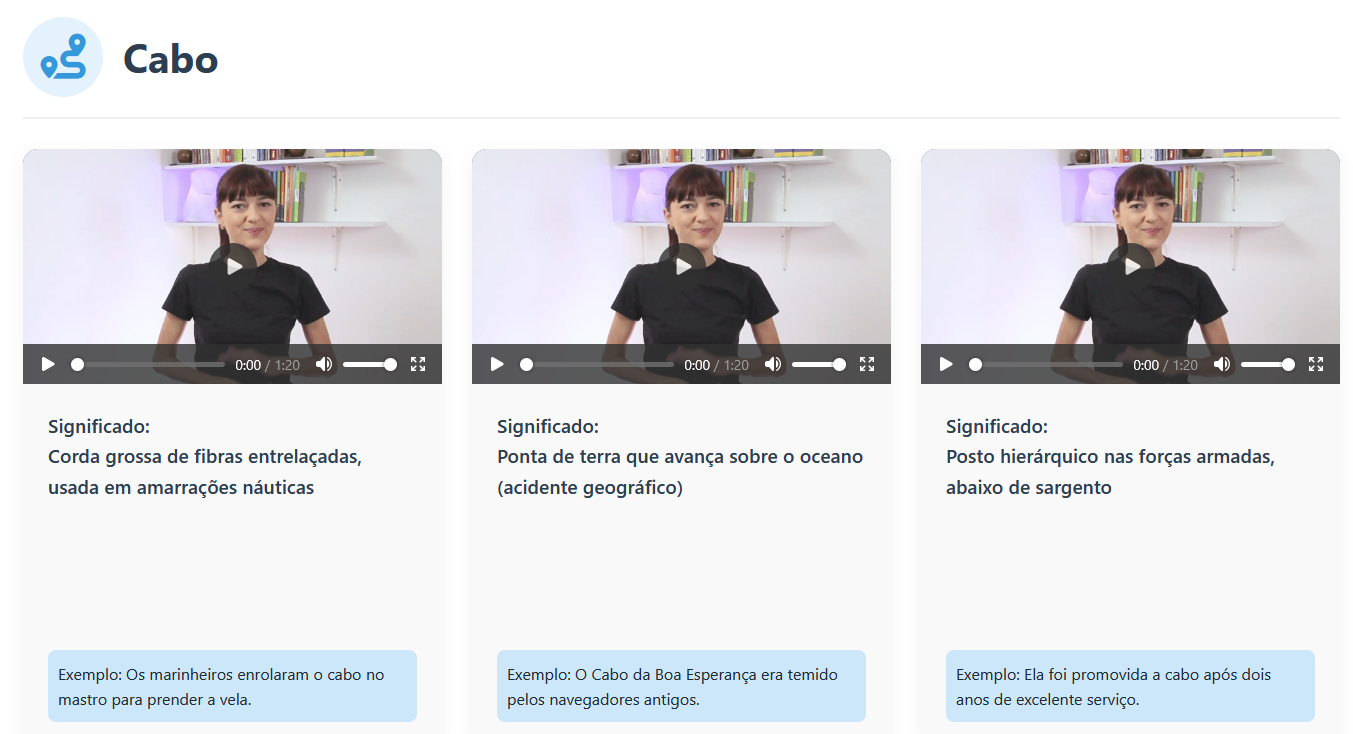 Cabo
0:00 / 1:20
0:00 / 1:20
0:00 / 1:20
Significado:
Corda grossa de fibras entrelaçadas,
usada em amarrações náuticas
Exemplo: Os marinheiros enrolaram o cabo no
mastro para prender a vela.
Significado:
Ponta de terra que avança sobre o oceano
(acidente geográfico)
Exemplo: O Cabo da Boa Esperança era temido
pelos navegadores antigos.
Significado:
Posto hierárquico nas forças armadas,
abaixo de sargento
Exemplo: Ela foi promovida a cabo após dois
anos de excelente serviço.